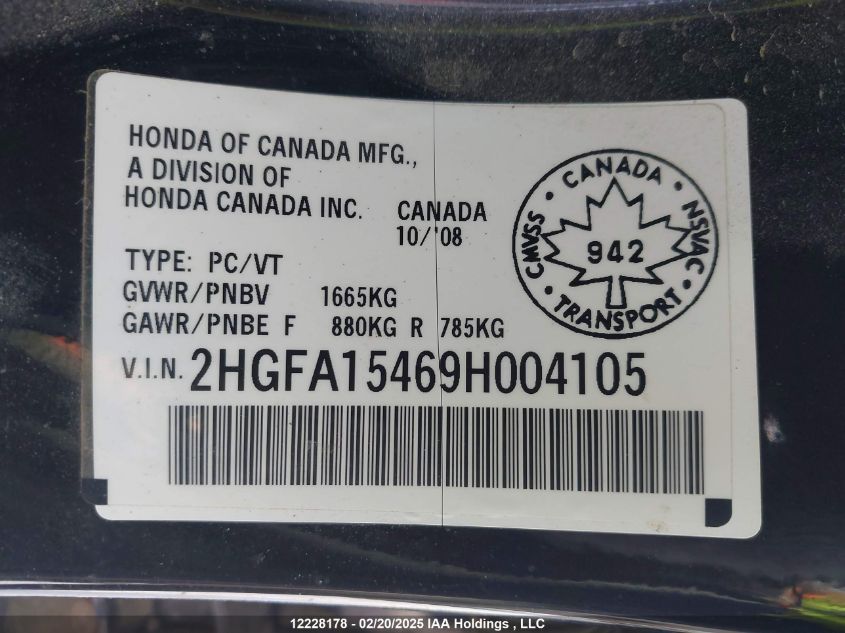 HONDA OF CANADA MFG.,
A DIVISION OF
HONDA CANADA INC. CANADA
10/'08
TYPE: PC/VT
GVWR/PNBV 1665KG
GAWR/PNBE F 880KG R 785KG
V.I.N. 2HGFA15469H004105
• CANADA •
CMVSS
942
NSVAC
• TRANSPORT •
12228178 - 02/20/2025 IAA Holdings , LLC